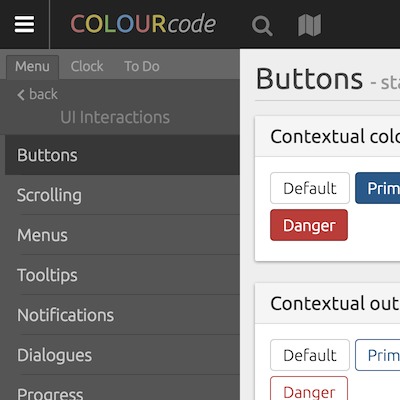 COLOURcode
Menu Clock To Do
back
UI Interactions
Buttons
Scrolling
Menus
Tooltips
Notifications
Dialogues
Progress
Buttons - sta
Contextual colo
Default Prim
Danger
Contextual out
Default Prim
Danger